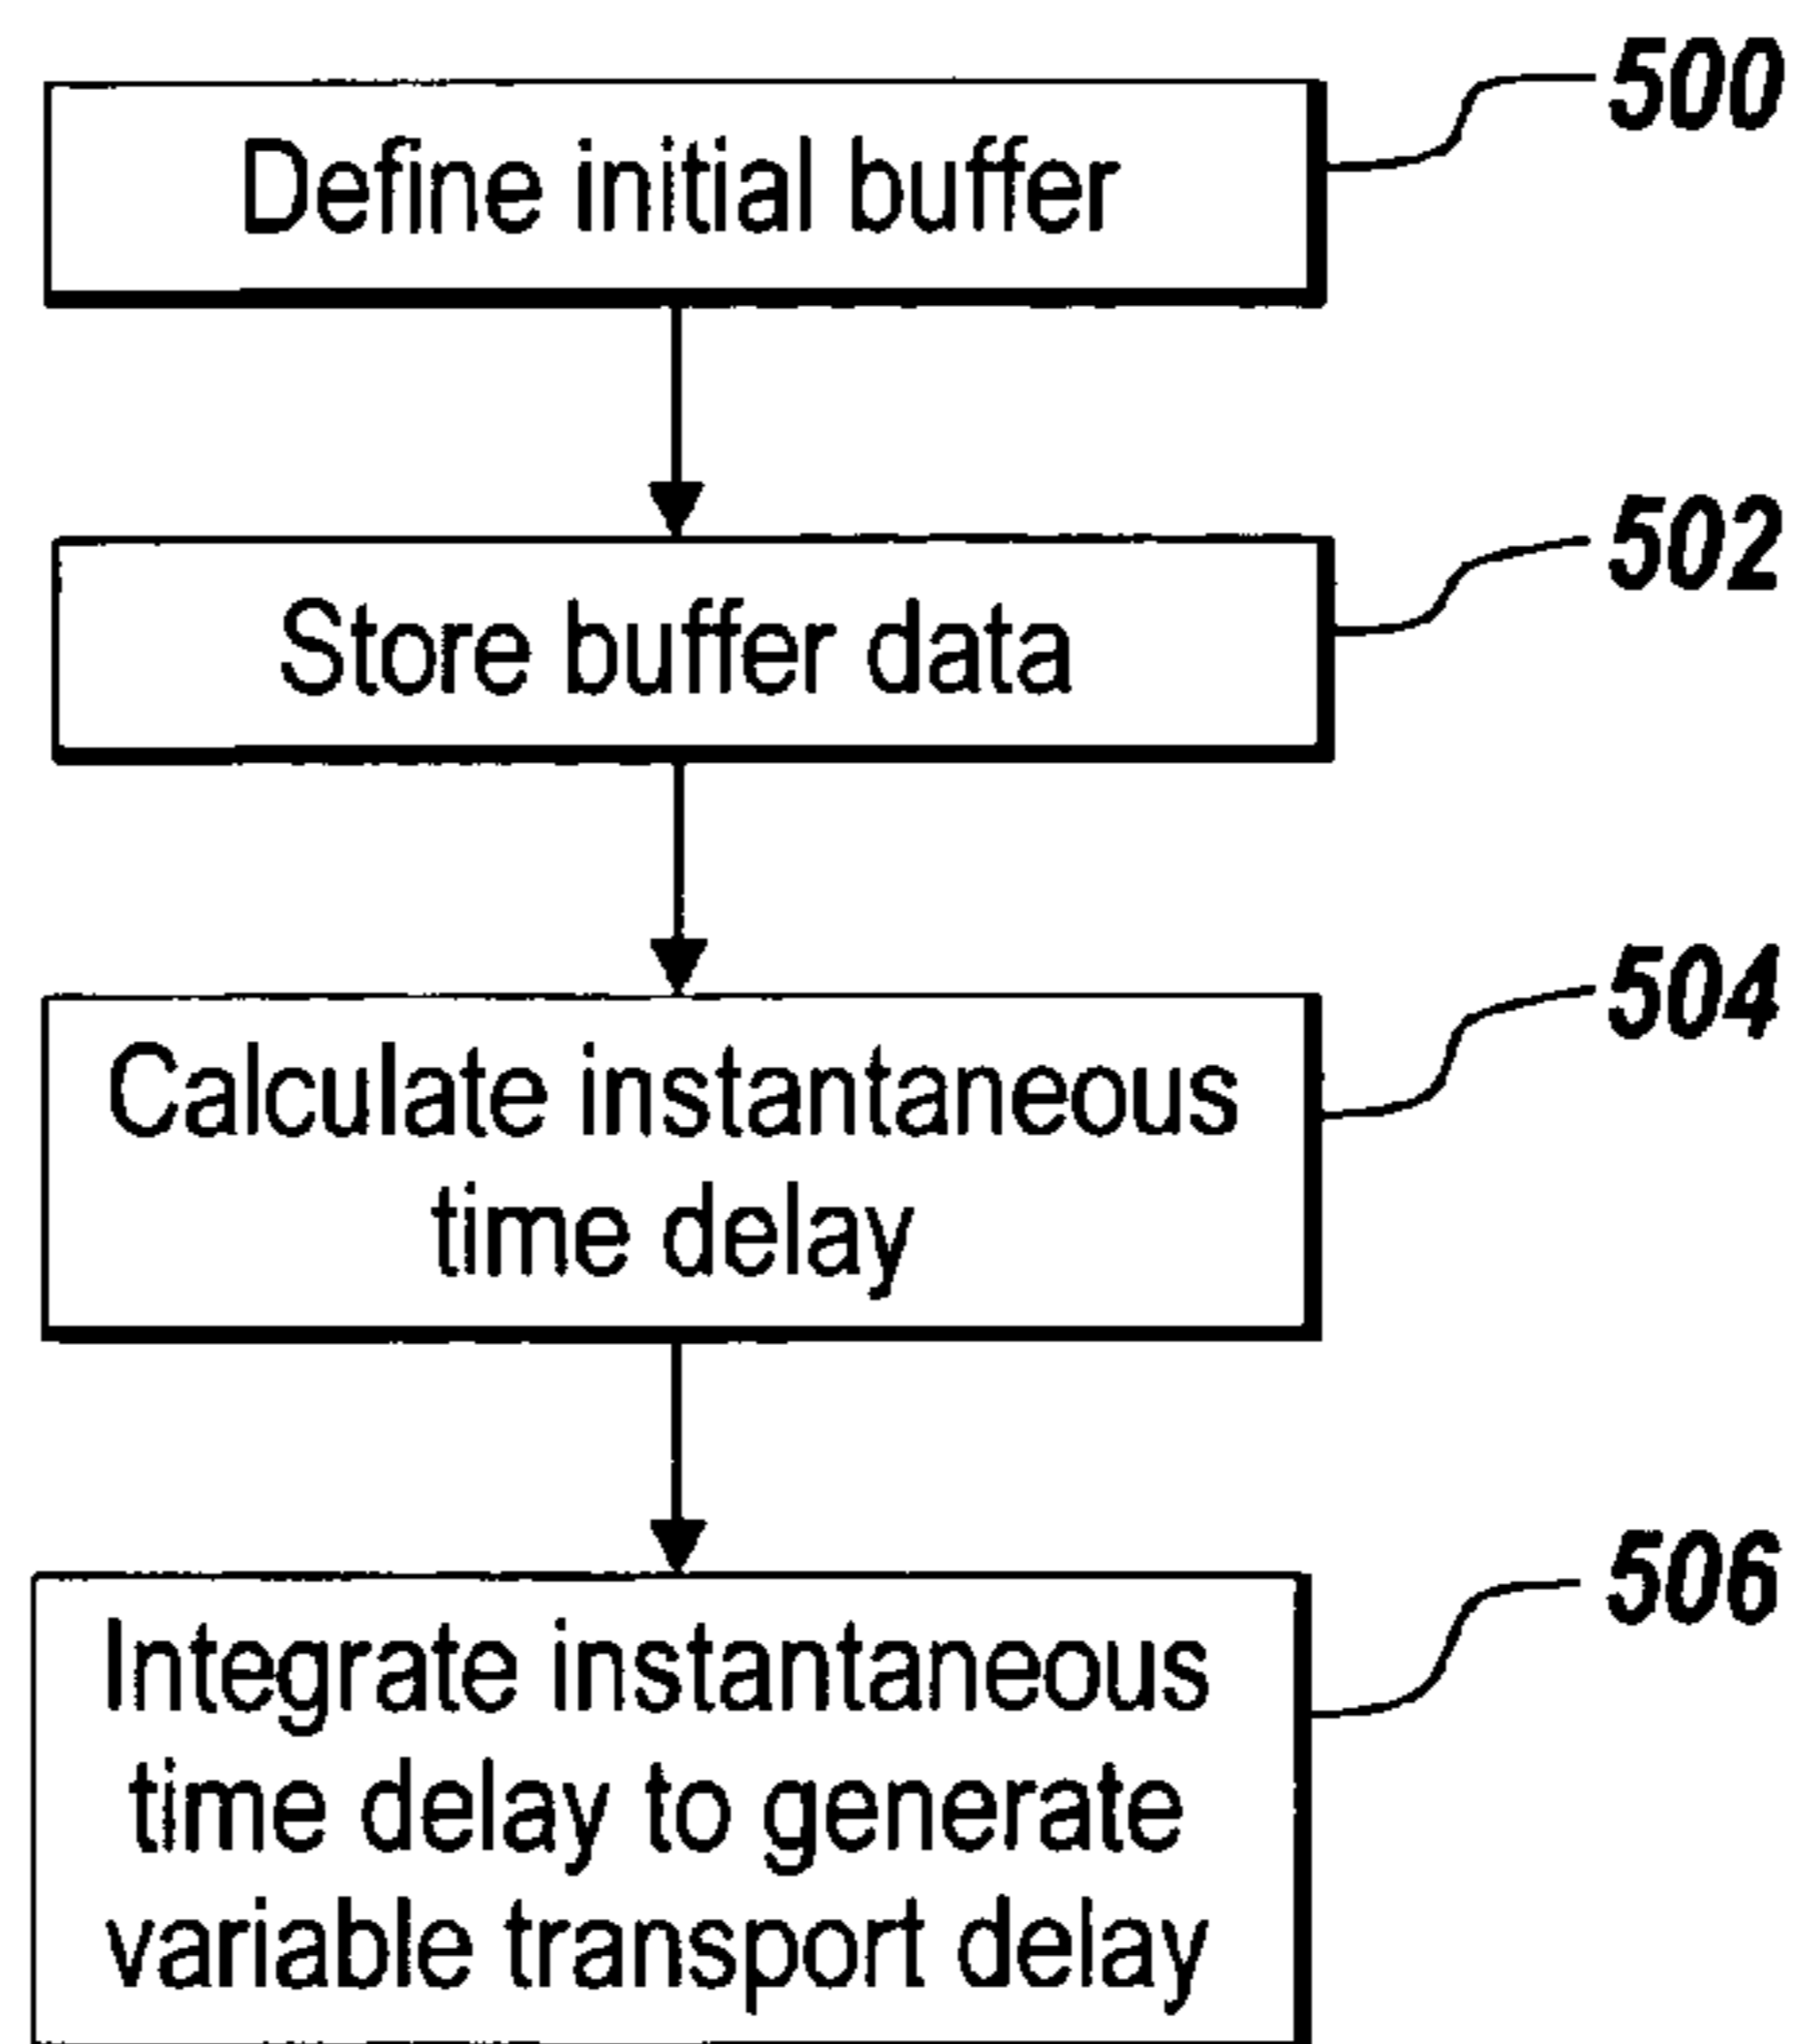 500
Define initial buffer
502
Store buffer data
504
Calculate instantaneous
time delay
506
Integrate instantaneous
time delay to generate
variable transport delay